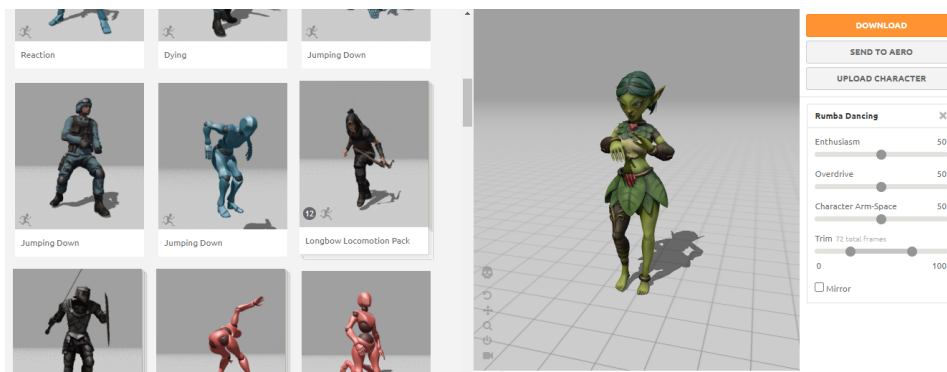 Reaction
Dying
Jumping Down
Jumping Down
Jumping Down
12
Longbow Locomotion Pack
DOWNLOAD
SEND TO AERO
UPLOAD CHARACTER
Rumba Dancing
Enthusiasm 50
Overdrive 50
Character Arm-Space 50
Trim 72 total frames
0 100
Mirror